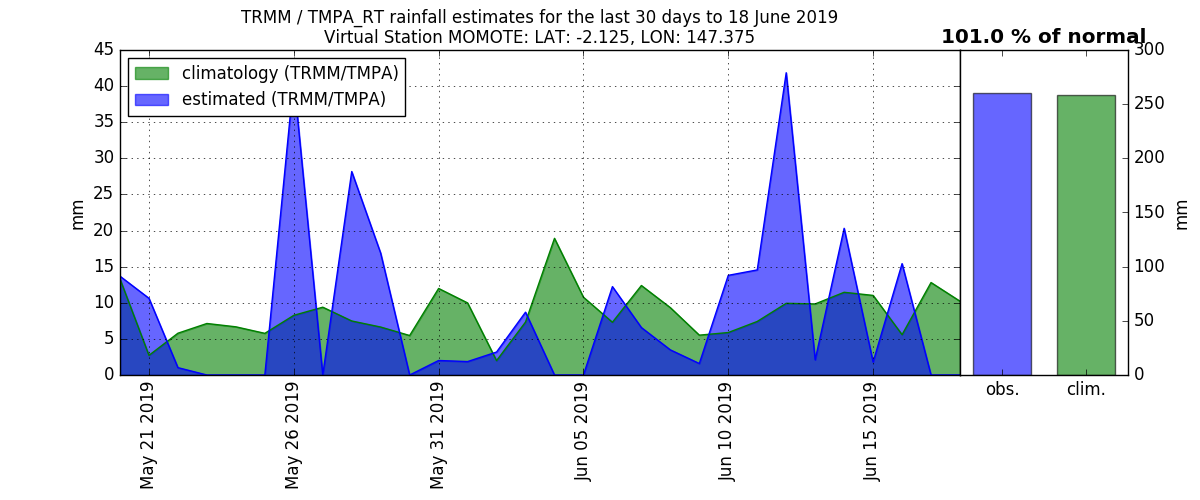 TRMM / TMPA_RT rainfall estimates for the last 30 days to 18 June 2019
Virtual Station MOMOTE: LAT: -2.125, LON: 147.375
101.0 % of normal
climatology (TRMM/TMPA)
estimated (TRMM/TMPA)
45
40
35
30
25
20
15
10
5
0
mm
May 21 2019
May 26 2019
May 31 2019
Jun 05 2019
Jun 10 2019
Jun 15 2019
300
250
200
150
100
50
0
mm
obs.
clim.